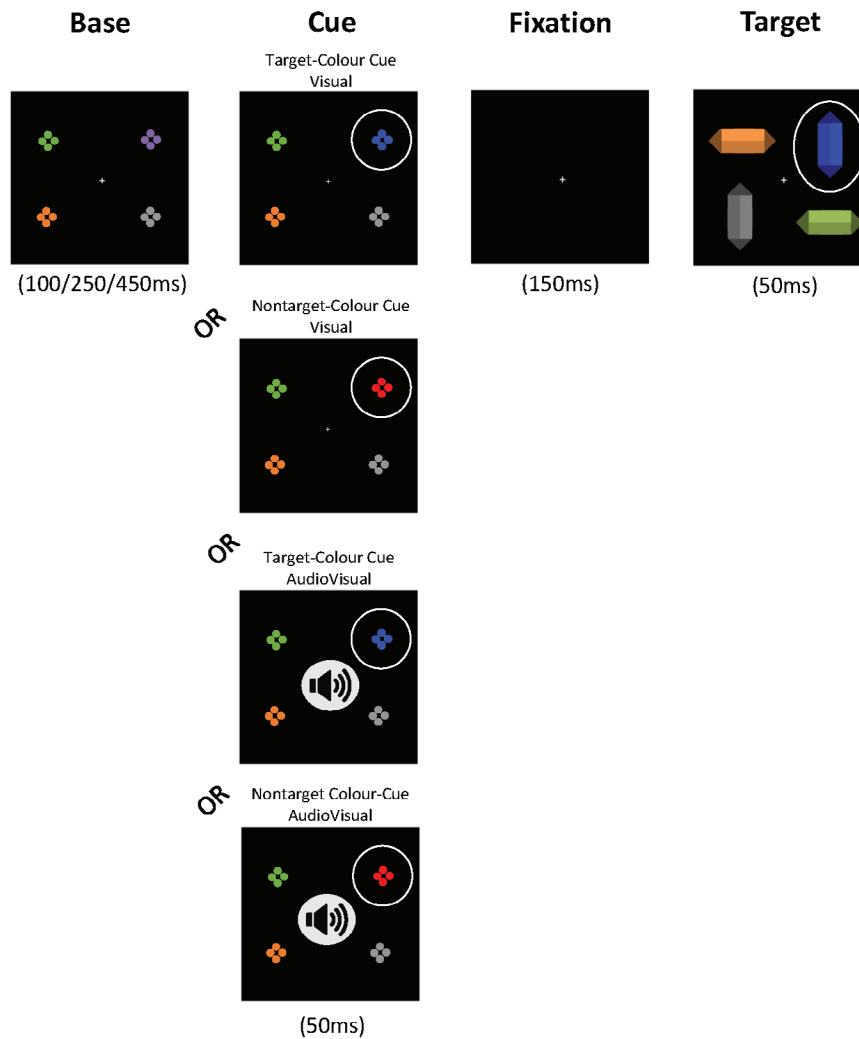 Base
Cue
Fixation
Target
Target-Colour Cue
Visual
(100/250/450ms)
(150ms)
(50ms)
OR
Nontarget-Colour Cue
Visual
OR
Target-Colour Cue
AudioVisual
OR
Nontarget Colour-Cue
AudioVisual
(50ms)